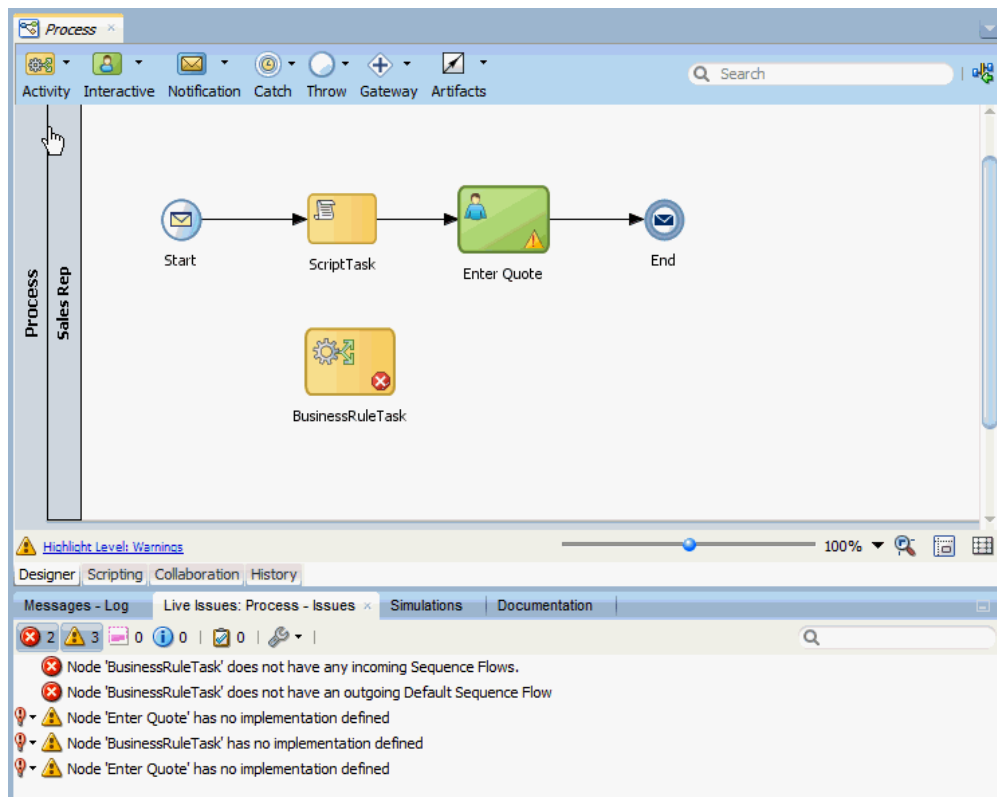 Process
Activity Interactive Notification Catch Throw Gateway Artifacts
Search
Process
Sales Rep
Start
ScriptTask
Enter Quote
End
BusinessRuleTask
Highlight Level: Warnings
100%
Designer Scripting Collaboration History
Messages - Log Live Issues: Process - Issues Simulations Documentation
2 3 0 0 0
Node 'BusinessRuleTask' does not have any incoming Sequence Flows.
Node 'BusinessRuleTask' does not have an outgoing Default Sequence Flow
Node 'Enter Quote' has no implementation defined
Node 'BusinessRuleTask' has no implementation defined
Node 'Enter Quote' has no implementation defined